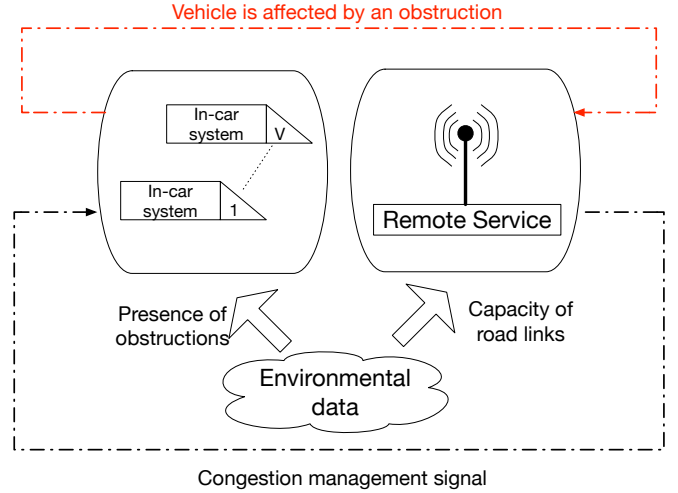 Vehicle is affected by an obstruction
In-car
system
V
In-car
system
1
Remote Service
Presence of
obstructions
Capacity of
road links
Environmental
data
Congestion management signal